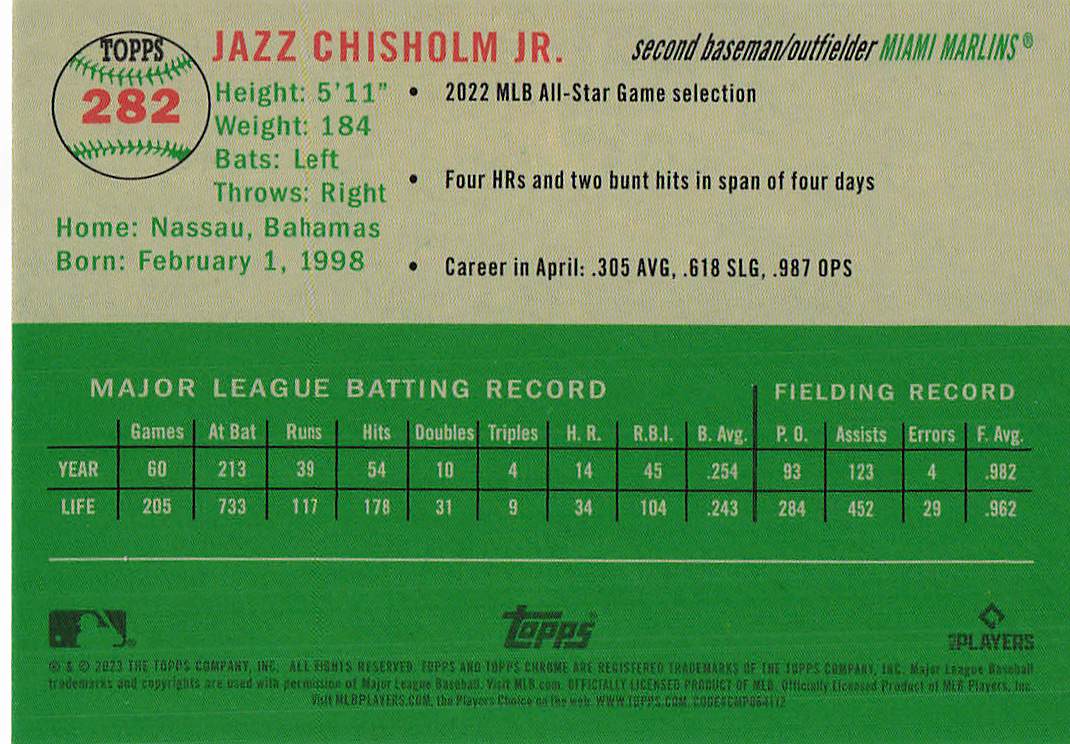 TOPPS
282
JAZZ CHISHOLM JR.
second baseman/outfielder MIAMI MARLINS®
Height: 5'11"
Weight: 184
Bats: Left
Throws: Right
Home: Nassau, Bahamas
Born: February 1, 1998
• 2022 MLB All-Star Game selection
• Four HRs and two bunt hits in span of four days
• Career in April: .305 AVG, .618 SLG, .987 OPS
MAJOR LEAGUE BATTING RECORD FIELDING RECORD
Games At Bat Runs Hits Doubles Triples H. R. R.B.I. B. Avg. P. O. Assists Errors F. Avg.
YEAR 60 213 39 54 10 4 14 45 .254 93 123 4 .982
LIFE 205 733 117 178 31 9 34 104 .243 284 452 29 .962
topps®
MLBPLAYERS
® & © 2023 THE TOPPS COMPANY, INC. ALL RIGHTS RESERVED. TOPPS AND TOPPS CHROME ARE REGISTERED TRADEMARKS OF THE TOPPS COMPANY, INC. Major League Baseball
trademarks and copyrights are used with permission of Major League Baseball. Visit MLB.com. OFFICIALLY LICENSED PRODUCT OF MLB. Officially Licensed Product of MLB Players, Inc.
Visit MLBPLAYERS.COM, the Players Choice on the web. WWW.TOPPS.COM. CODE#CMP064112